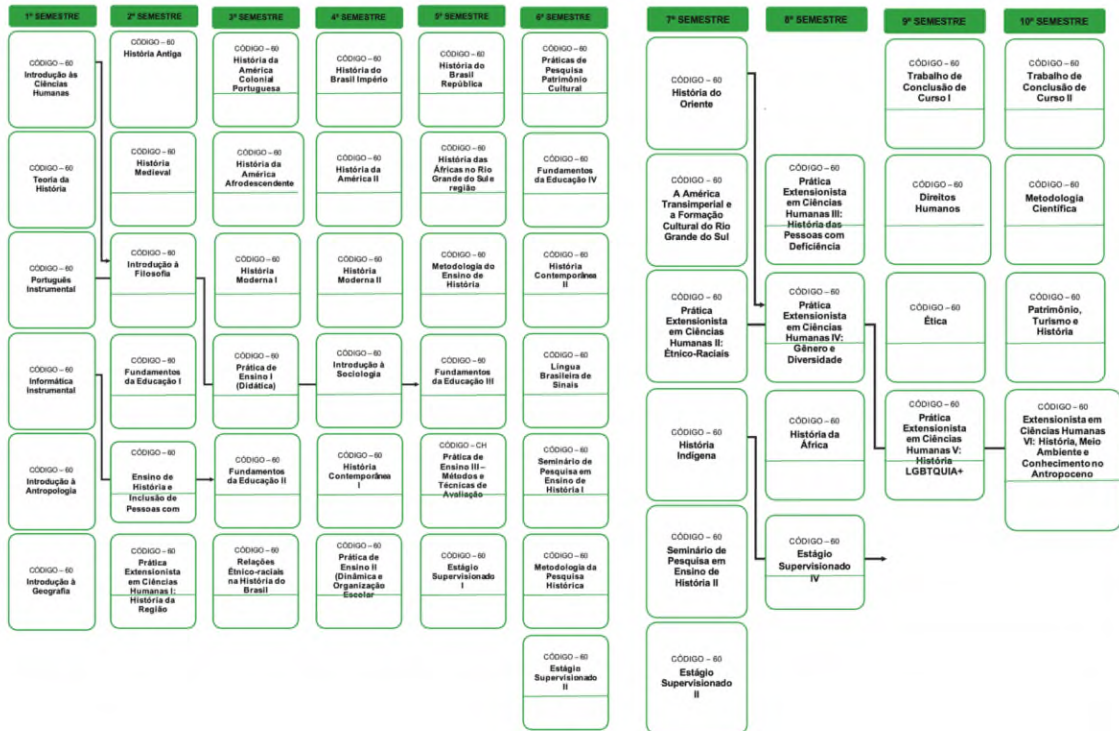 1º SEMESTRE
CÓDIGO – 60
Introdução às
Ciências
Humanas
CÓDIGO – 60
Teoria da
História
CÓDIGO – 60
Português
Instrumental
CÓDIGO – 60
Informática
Instrumental
CÓDIGO – 60
Introdução à
Antropologia
CÓDIGO – 60
Introdução à
Geografia
2º SEMESTRE
CÓDIGO – 60
História Antiga
CÓDIGO – 60
História
Medieval
CÓDIGO – 60
Introdução à
Filosofia
CÓDIGO – 60
Fundamentos
da Educação I
CÓDIGO – 60
Ensino de
História e
Inclusão de
Pessoas com
CÓDIGO – 60
Prática
Extensionista
em Ciências
Humanas I:
História da
Região
3º SEMESTRE
CÓDIGO – 60
História da
América
Colonial
Portuguesa
CÓDIGO – 60
História da
América
Afrodescendente
CÓDIGO – 60
História
Moderna I
CÓDIGO – 60
Prática de
Ensino I
(Didática)
CÓDIGO – 60
Fundamentos
da Educação II
CÓDIGO – 60
Relações
Étnico-raciais
na História do
Brasil
4º SEMESTRE
CÓDIGO – 60
História do
Brasil Império
CÓDIGO – 60
História da
América II
CÓDIGO – 60
História
Moderna II
CÓDIGO – 60
Introdução à
Sociologia
CÓDIGO – 60
História
Contemporânea
I
CÓDIGO – 60
Prática de
Ensino II
(Dinâmica e
Organização
Escolar
5º SEMESTRE
CÓDIGO – 60
História do
Brasil
República
CÓDIGO – 60
História das
Áfricas no Rio
Grande do Sul e
região
CÓDIGO – 60
Metodologia do
Ensino de
História
CÓDIGO – 60
Fundamentos
da Educação III
CÓDIGO – CH
Prática de
Ensino III –
Métodos e
Técnicas de
Avaliação
CÓDIGO – 60
Estágio
Supervisionado
I
6º SEMESTRE
CÓDIGO – 60
Práticas de
Pesquisa
Patrimônio
Cultural
CÓDIGO – 60
Fundamentos
da Educação IV
CÓDIGO – 60
História
Contemporânea
II
CÓDIGO – 60
Língua
Brasileira de
Sinais
CÓDIGO – 60
Seminário de
Pesquisa em
Ensino de
História I
CÓDIGO – 60
Metodologia da
Pesquisa
Histórica
CÓDIGO – 60
Estágio
Supervisionado
II
7º SEMESTRE
CÓDIGO – 60
História do
Oriente
CÓDIGO – 60
A América
Transimperial e
a Formação
Cultural do Rio
Grande do Sul
CÓDIGO – 60
Prática
Extensionista
em Ciências
Humanas II:
Étnico-Raciais
CÓDIGO – 60
História
Indígena
CÓDIGO – 60
Seminário de
Pesquisa em
Ensino de
História II
CÓDIGO – 60
Estágio
Supervisionado
II
8º SEMESTRE
CÓDIGO – 60
Prática
Extensionista
em Ciências
Humanas III:
História das
Pessoas com
Deficiência
CÓDIGO – 60
Prática
Extensionista
em Ciências
Humanas IV:
Gênero e
Diversidade
CÓDIGO – 60
História da
África
CÓDIGO – 60
Estágio
Supervisionado
IV
9º SEMESTRE
CÓDIGO – 60
Trabalho de
Conclusão de
Curso I
CÓDIGO – 60
Direitos
Humanos
CÓDIGO – 60
Ética
CÓDIGO – 60
Prática
Extensionista
em Ciências
Humanas V:
História
LGBTQUIA+
10º SEMESTRE
CÓDIGO – 60
Trabalho de
Conclusão de
Curso II
CÓDIGO – 60
Metodologia
Científica
CÓDIGO – 60
Patrimônio,
Turismo e
História
CÓDIGO – 60
Extensionista em
Ciências Humanas
VI: História, Meio
Ambiente e
Conhecimento no
Antropoceno